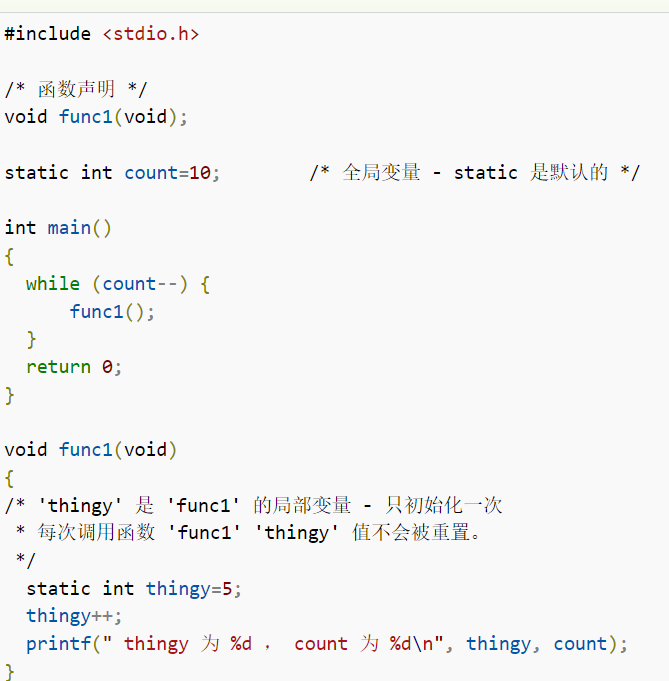 #include <stdio.h>
/* 函数声明 */
void func1(void);
static int count=10;        /* 全局变量 - static 是默认的 */
int main()
{
  while (count--) {
      func1();
  }
  return 0;
}
void func1(void)
{
/* 'thingy' 是 'func1' 的局部变量 - 只初始化一次
 * 每次调用函数 'func1' 'thingy' 值不会被重置。
 */
  static int thingy=5;
  thingy++;
  printf(" thingy 为 %d ， count 为 %d\n", thingy, count);
}